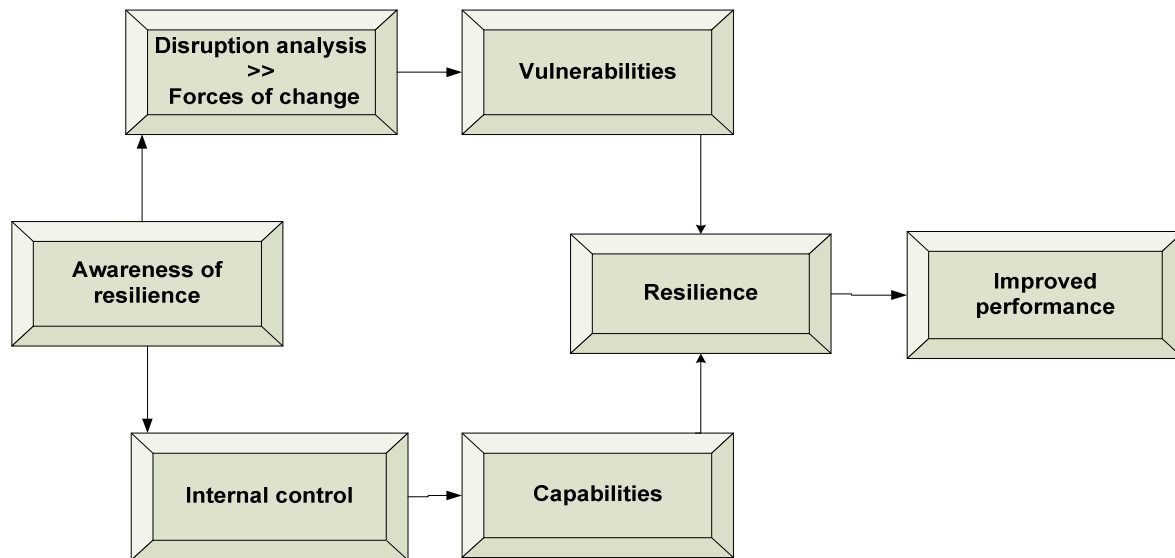 Disruption analysis
>>
Forces of change
Vulnerabilities
Awareness of
resilience
Resilience
Improved
performance
Internal control
Capabilities